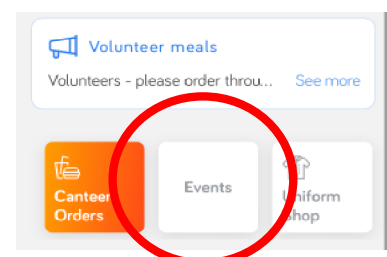 Volunteer meals
Volunteers - please order throu... See more
Canteen Orders
Events
Uniform Shop